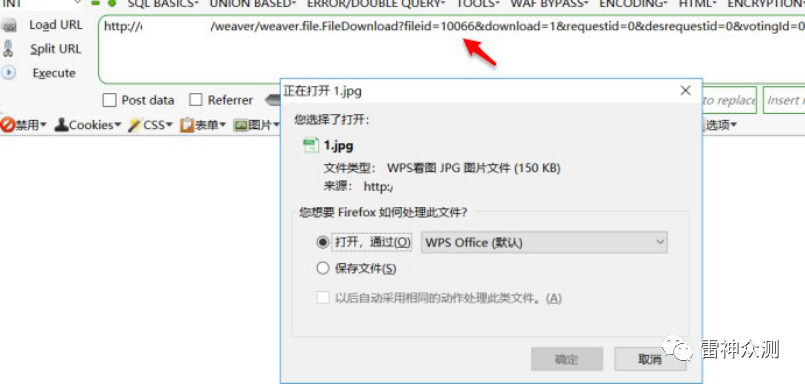 INT SQL BASICS UNION BASED ERROR/DOUBLE QUERY TOOLS WAF BYPASS ENCODING HTML ENCRYPTION
Load URL http:// /weaver/weaver.file.FileDownload?fileid=10066&download=1&requestid=0&desrequestid=0&votingId=0
Split URL
Execute
正在打开 1.jpg
Post data Referrer to replace Insert
禁用 Cookies CSS 表单 图片 选项
您选择了打开:
1.jpg
文件类型: WPS看图 JPG 图片文件 (150 KB)
来源: http:/
您想要 Firefox 如何处理此文件?
打开，通过(O) WPS Office (默认)
保存文件(S)
以后自动采用相同的动作处理此类文件。(A)
确定 取消
雷神众测